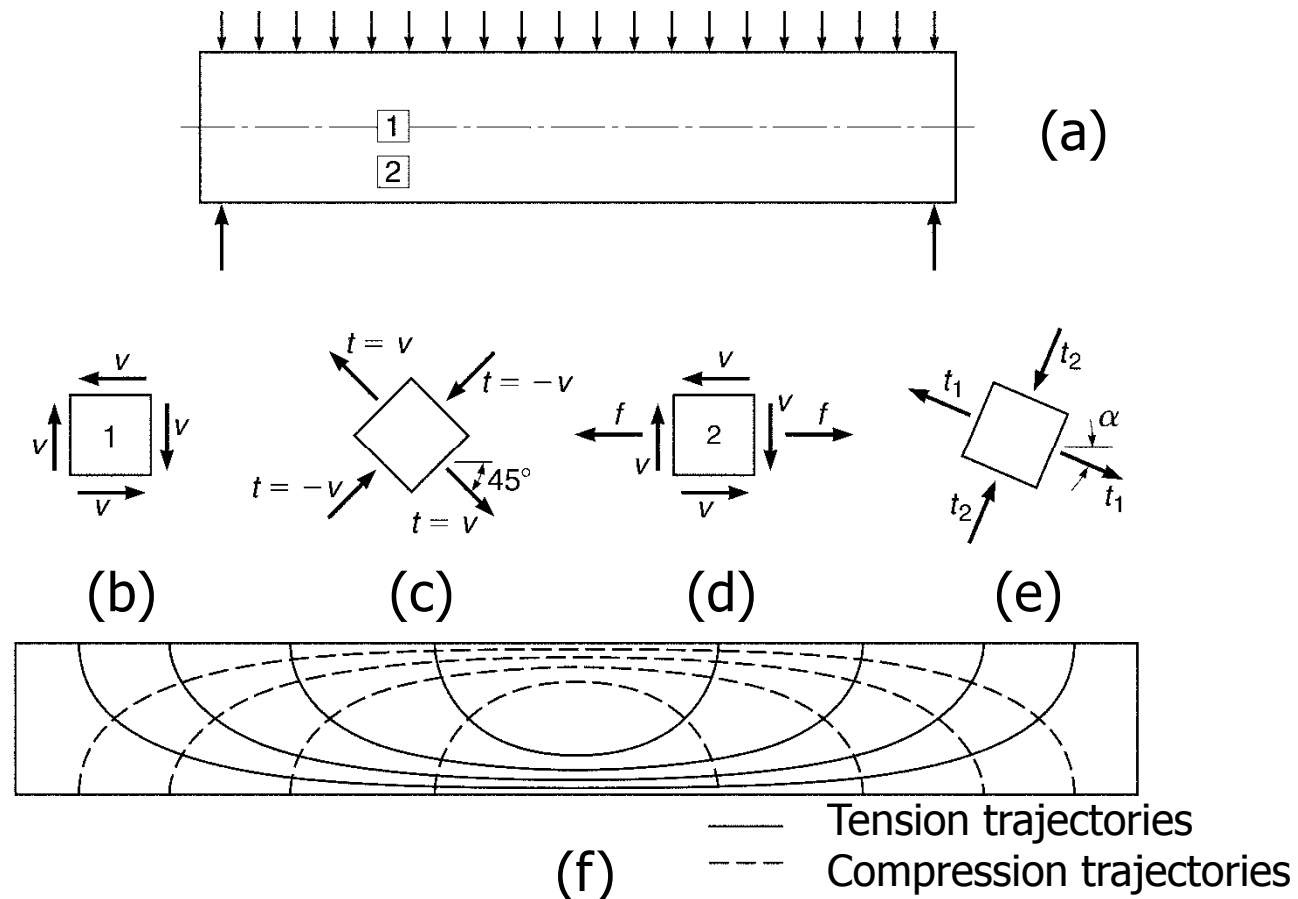 1
(a)
2
v
v
1
v
v
t = v
t = −v
t = −v
45°
t = v
v
f
v
2
f
v
v
t2
t1
α
t1
t2
(b)
(c)
(d)
(e)
Tension trajectories
Compression trajectories
(f)